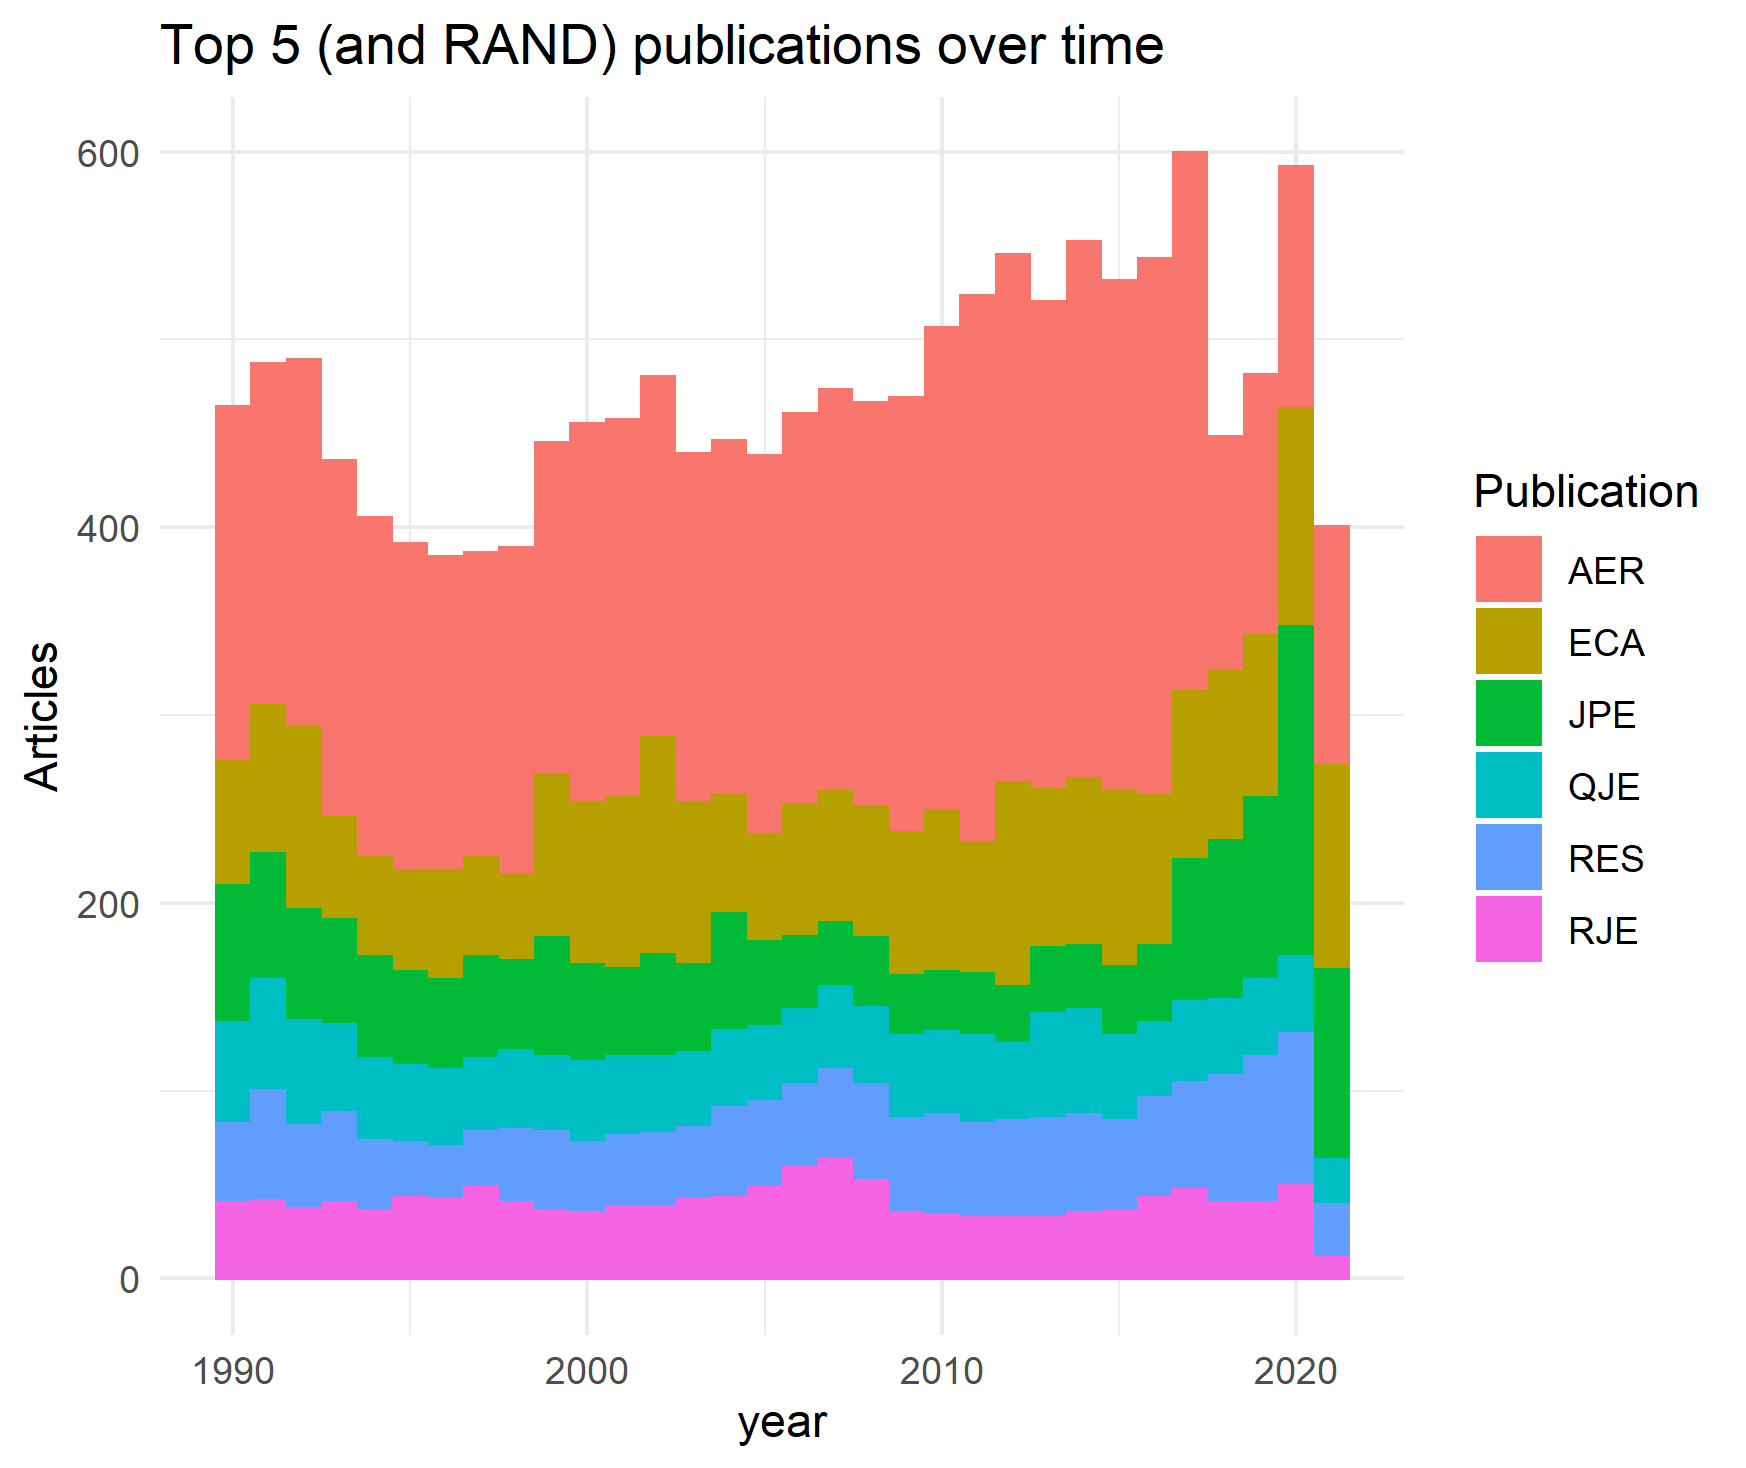 Top 5 (and RAND) publications over time
600
400
200
0
Articles
1990
2000
2010
2020
year
Publication
AER
ECA
JPE
QJE
RES
RJE